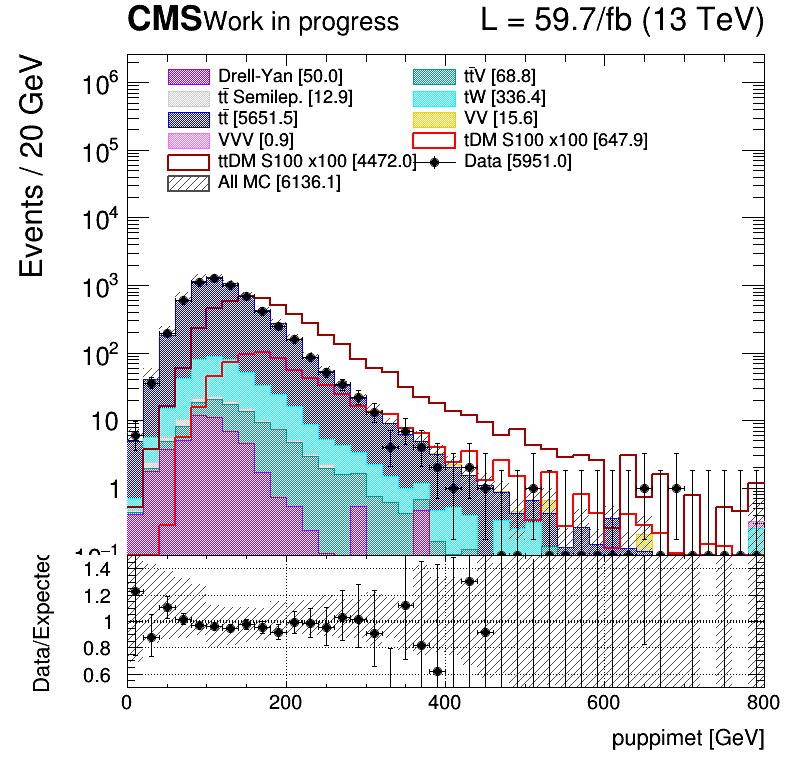 CMS Work in progress L = 59.7/fb (13 TeV)
Events / 20 GeV
10⁶
10⁵
10⁴
10³
10²
10
1
10⁻¹
Drell-Yan [50.0]
tt̄V [68.8]
tt̄ Semilep. [12.9]
tW [336.4]
tt̄ [5651.5]
VV [15.6]
VVV [0.9]
tDM S100 x100 [647.9]
ttDM S100 x100 [4472.0]
Data [5951.0]
All MC [6136.1]
Data/Expected
1.4
1.2
1
0.8
0.6
0 200 400 600 800
puppimet [GeV]